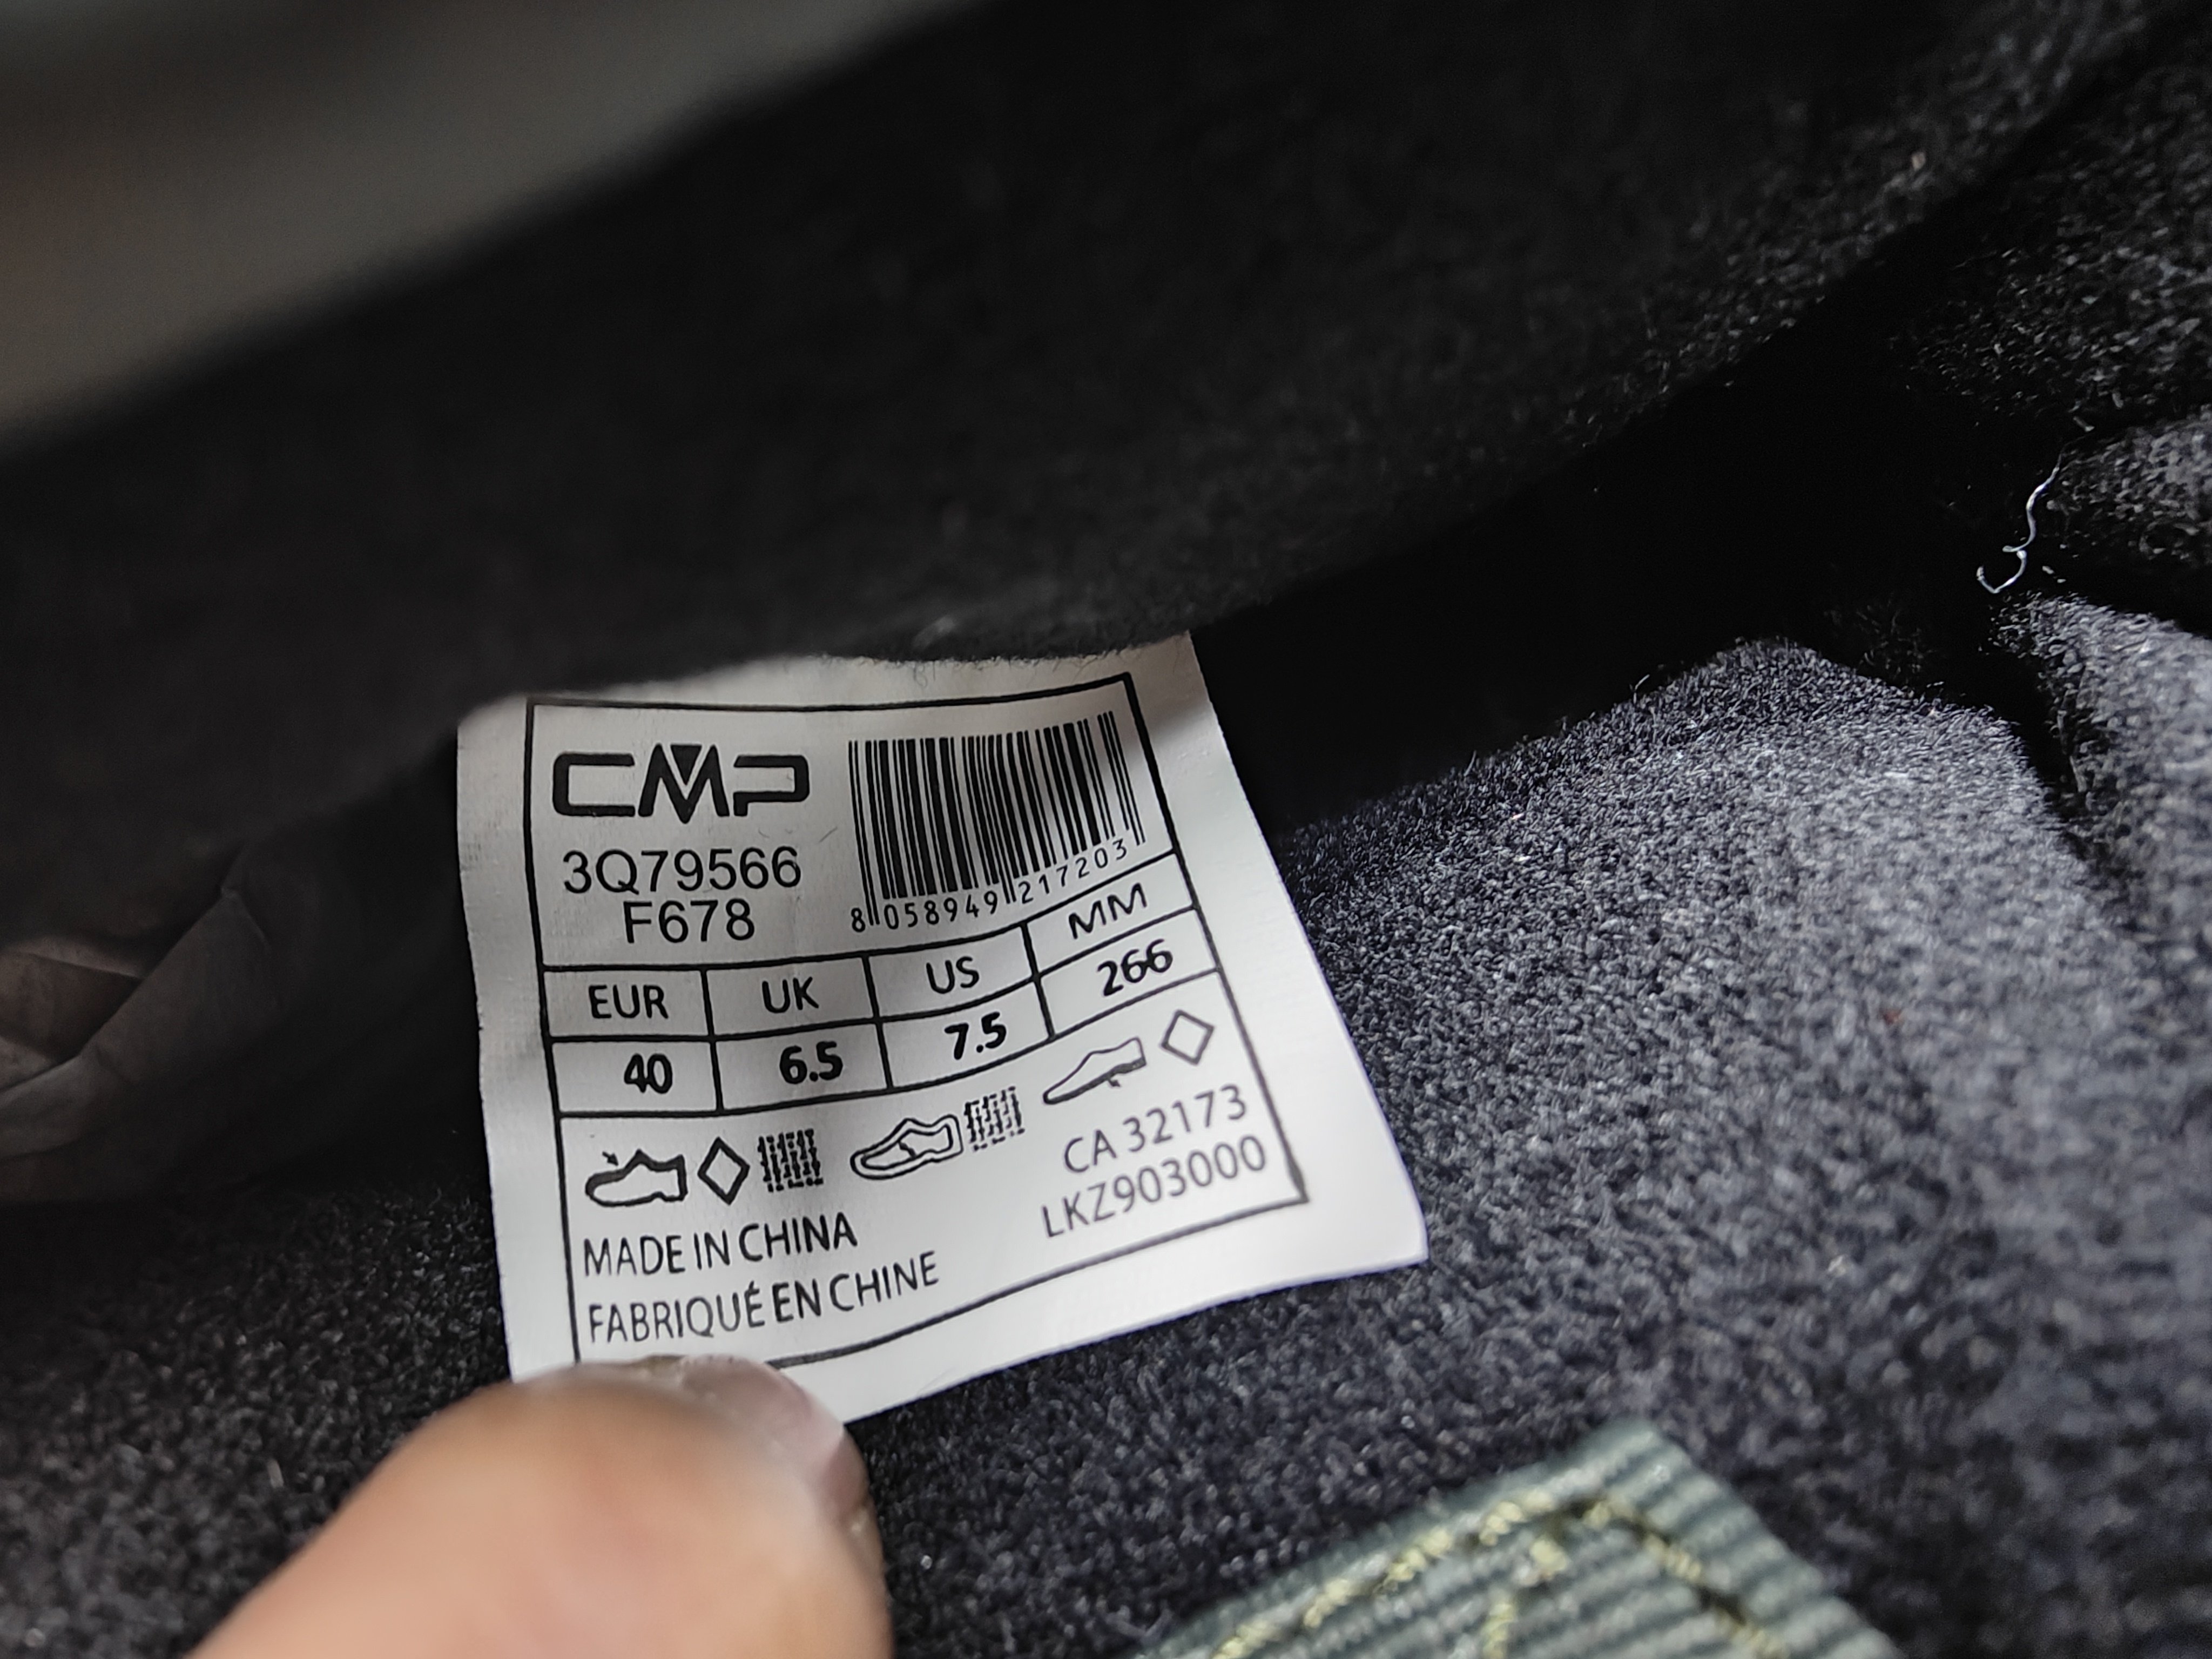 CMP
3Q79566
F678
8 058949 217203
EUR UK US MM
40 6.5 7.5 266
CA 32173
LKZ903000
MADE IN CHINA
FABRIQUÉ EN CHINE